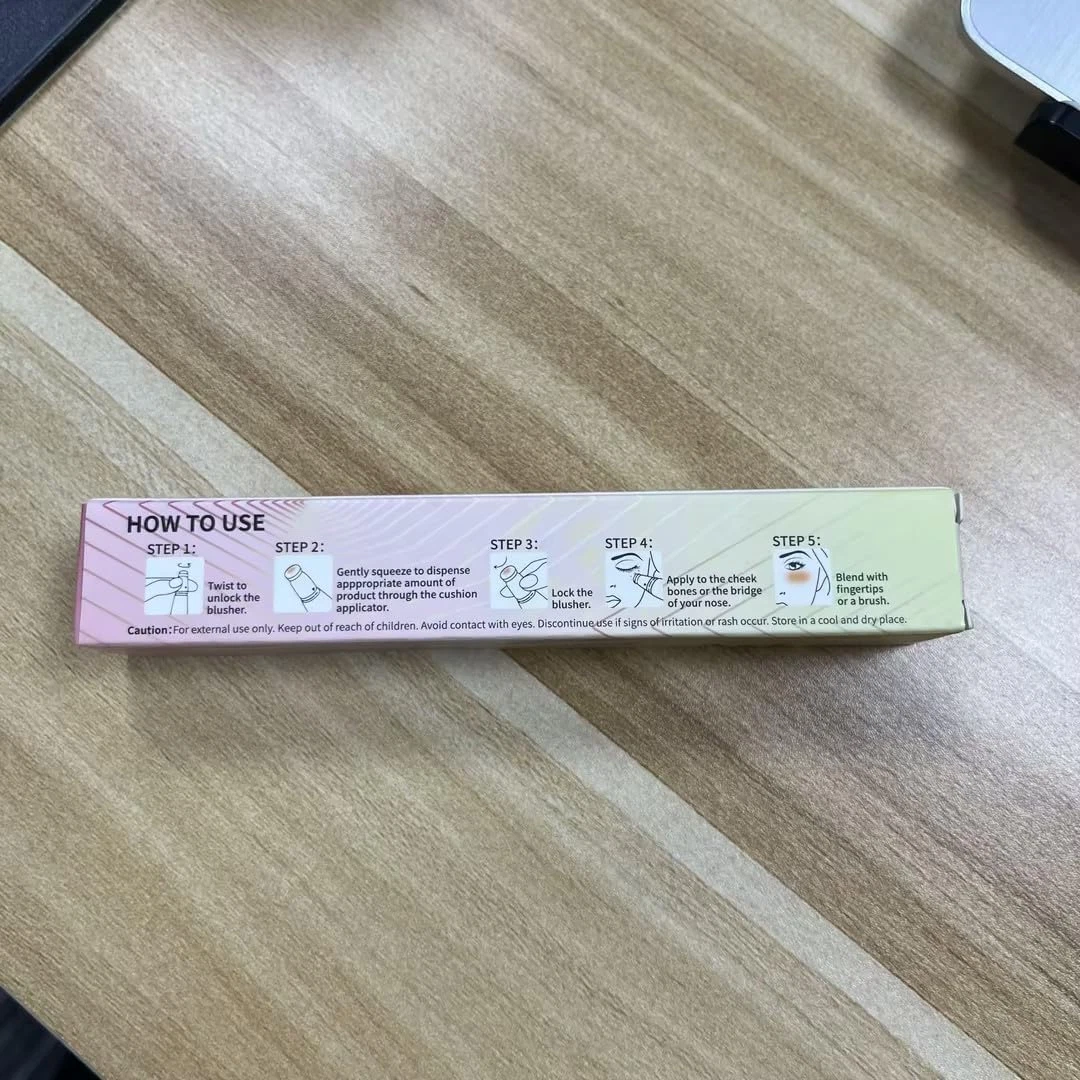 HOW TO USE
STEP 1:
Twist to
unlock the
blusher.
STEP 2:
Gently squeeze to dispense
apppropriate amount of
product through the cushion
applicator.
STEP 3:
Lock the
blusher.
STEP 4:
Apply to the cheek
bones or the bridge
of your nose.
STEP 5:
Blend with
fingertips
or a brush.
Caution:For external use only. Keep out of reach of children. Avoid contact with eyes. Discontinue use if signs of irritation or rash occur. Store in a cool and dry place.